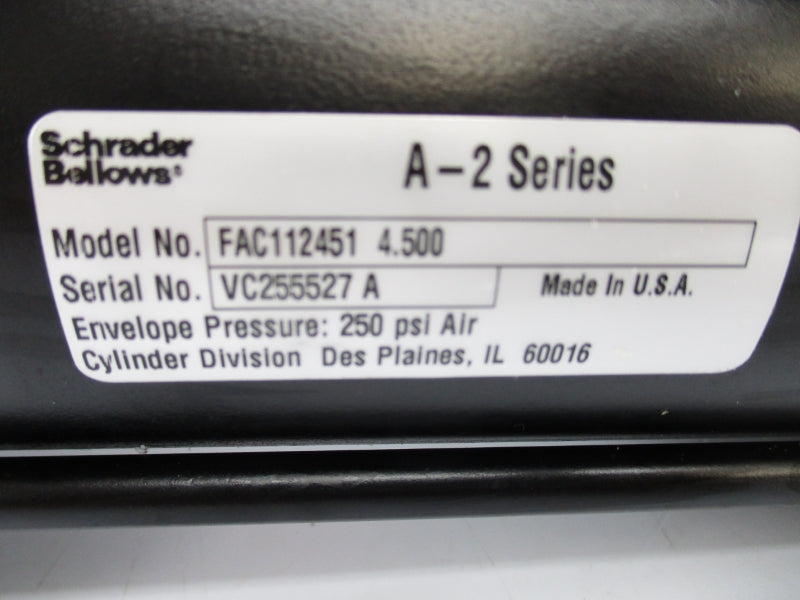 Schrader
Bellows®
A-2 Series
Model No. FAC112451 4.500
Serial No. VC255527 A Made In U.S.A.
Envelope Pressure: 250 psi Air
Cylinder Division Des Plaines, IL 60016